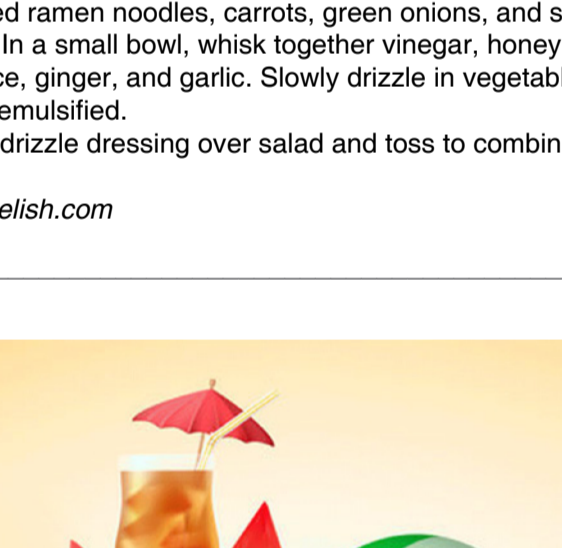 ed ramen noodles, carrots, green onions, and s
In a small bowl, whisk together vinegar, honey
ce, ginger, and garlic. Slowly drizzle in vegetabl
emulsified.
drizzle dressing over salad and toss to combin
elish.com